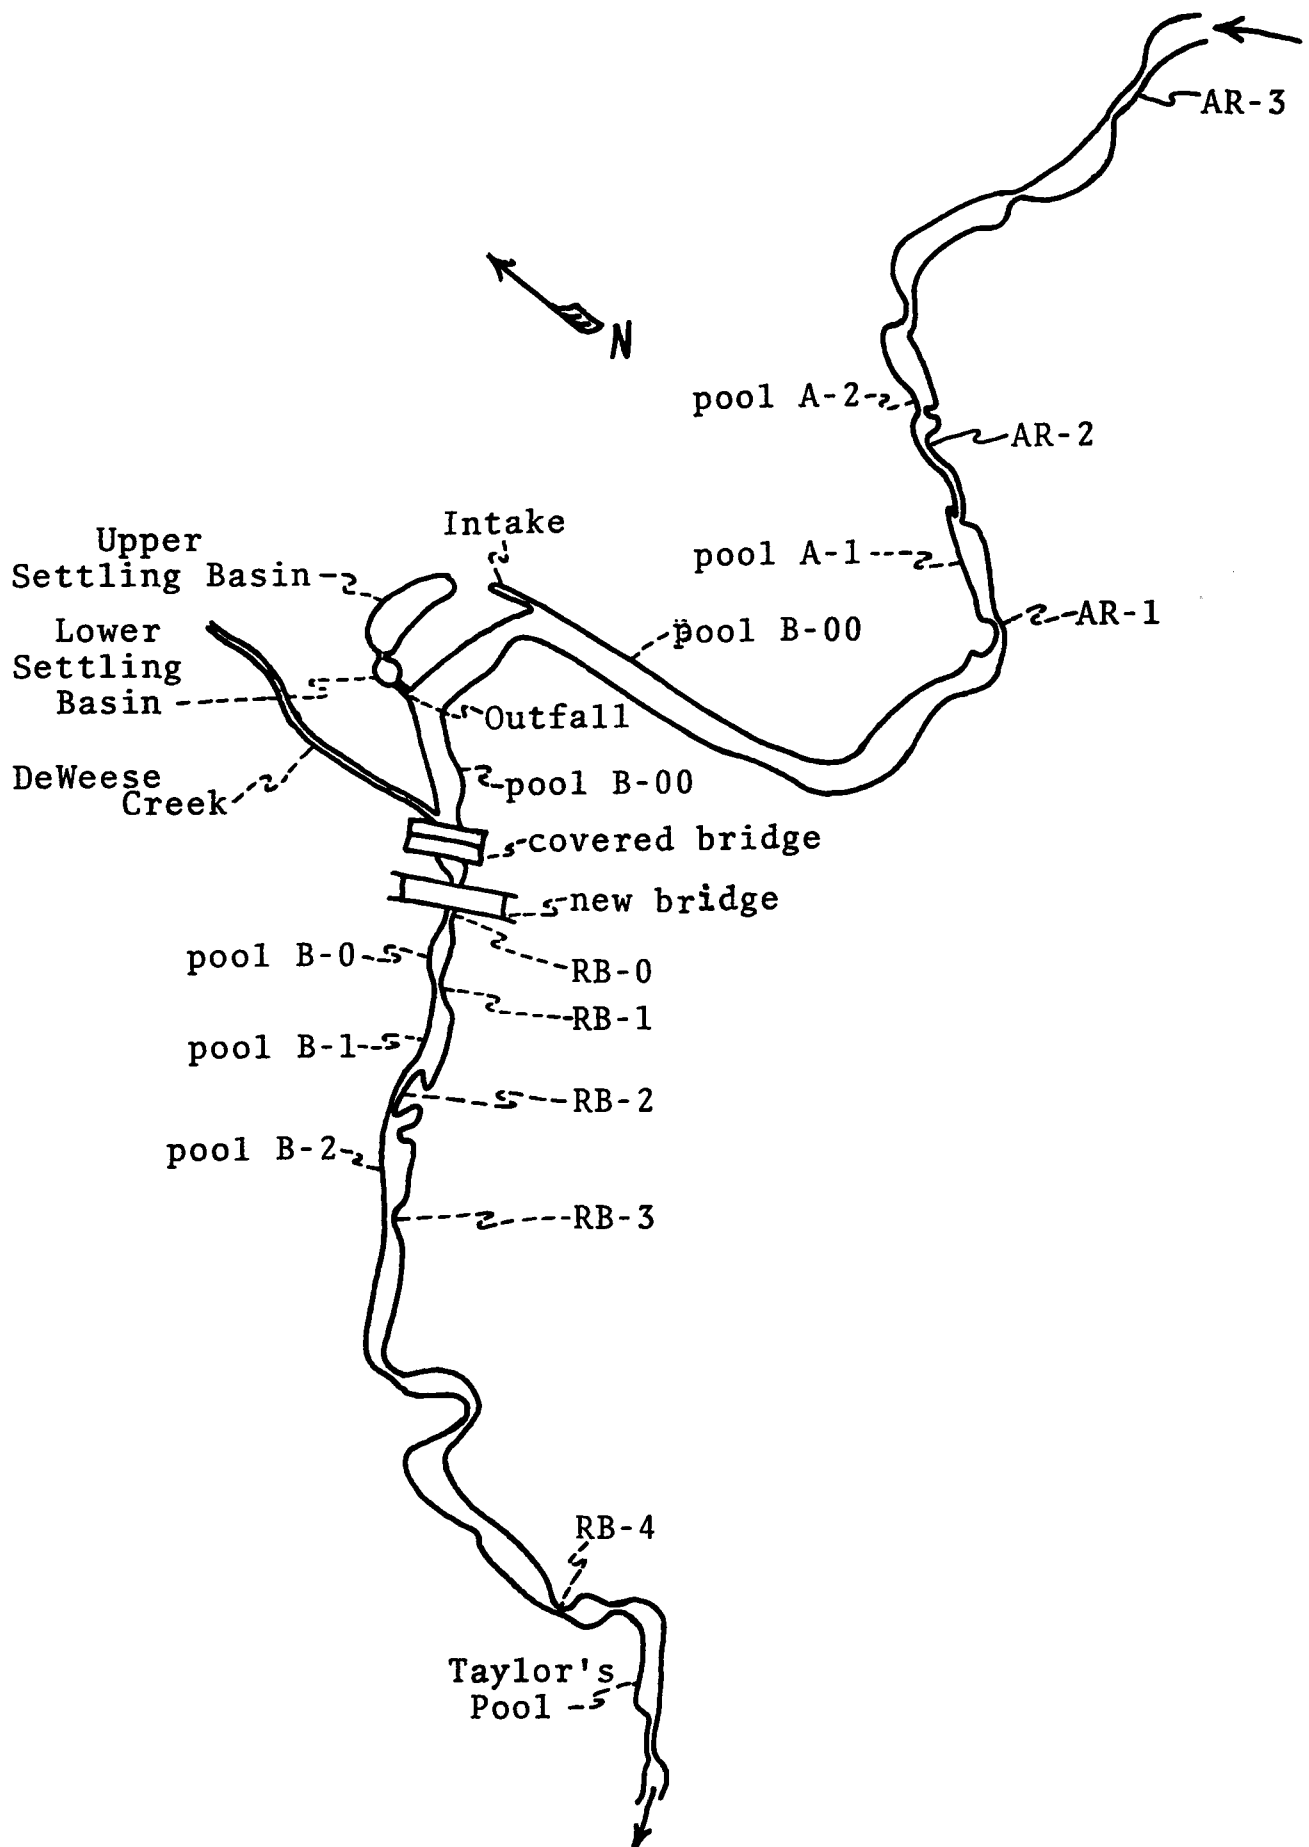 AR-3
N
pool A-2
AR-2
Intake
Upper
Settling Basin
pool A-1
AR-1
Lower
Settling
Basin
pool B-00
Outfall
DeWeese
Creek
pool B-00
covered bridge
new bridge
pool B-0
RB-0
RB-1
pool B-1
RB-2
pool B-2
RB-3
RB-4
Taylor's
Pool